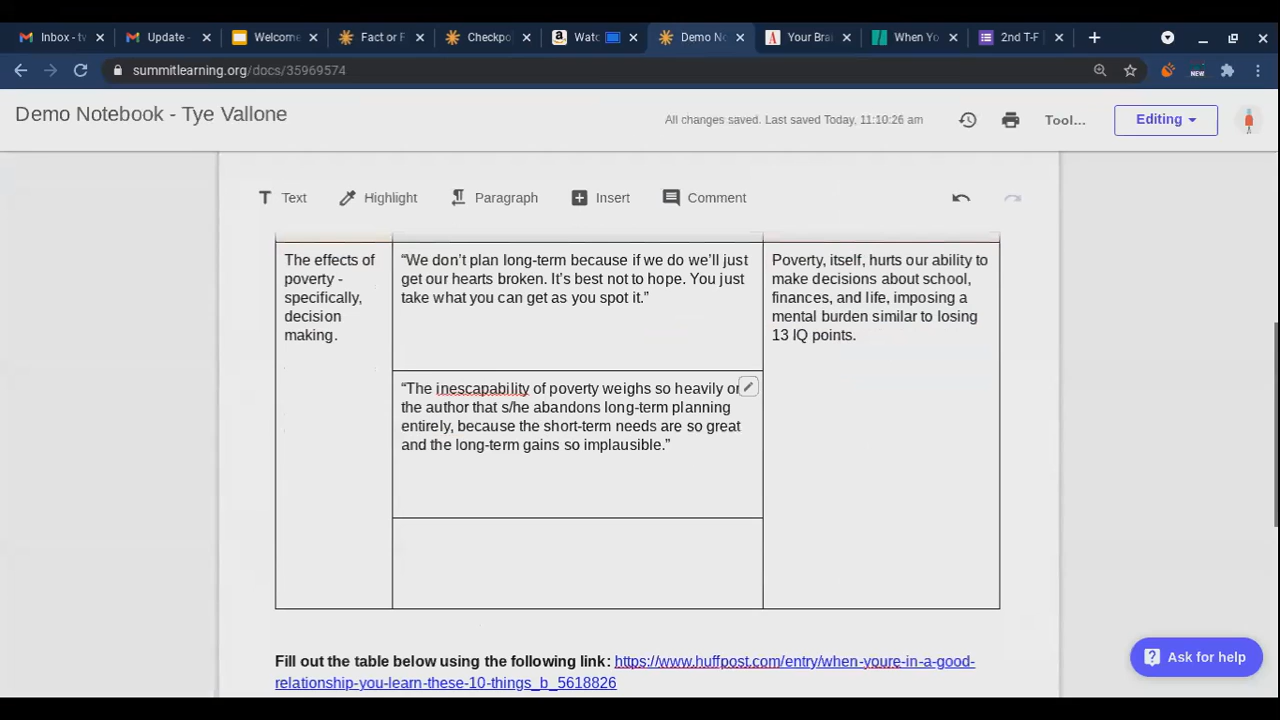 Inbox - tv
Update -
Welcome
Fact or F
Checkpo
Watc
Demo No
Your Brai
When Yo
2nd T-F
summitlearning.org/docs/35969574
NEW
Demo Notebook - Tye Vallone
All changes saved. Last saved Today, 11:10:26 am
Tool...
Editing
Text
Highlight
Paragraph
Insert
Comment
The effects of
poverty -
specifically,
decision
making.
“We don’t plan long-term because if we do we’ll just
get our hearts broken. It’s best not to hope. You just
take what you can get as you spot it.”
Poverty, itself, hurts our ability to
make decisions about school,
finances, and life, imposing a
mental burden similar to losing
13 IQ points.
“The inescapability of poverty weighs so heavily on
the author that s/he abandons long-term planning
entirely, because the short-term needs are so great
and the long-term gains so implausible.”
Fill out the table below using the following link: https://www.huffpost.com/entry/when-youre-in-a-good-
relationship-you-learn-these-10-things_b_5618826
Ask for help